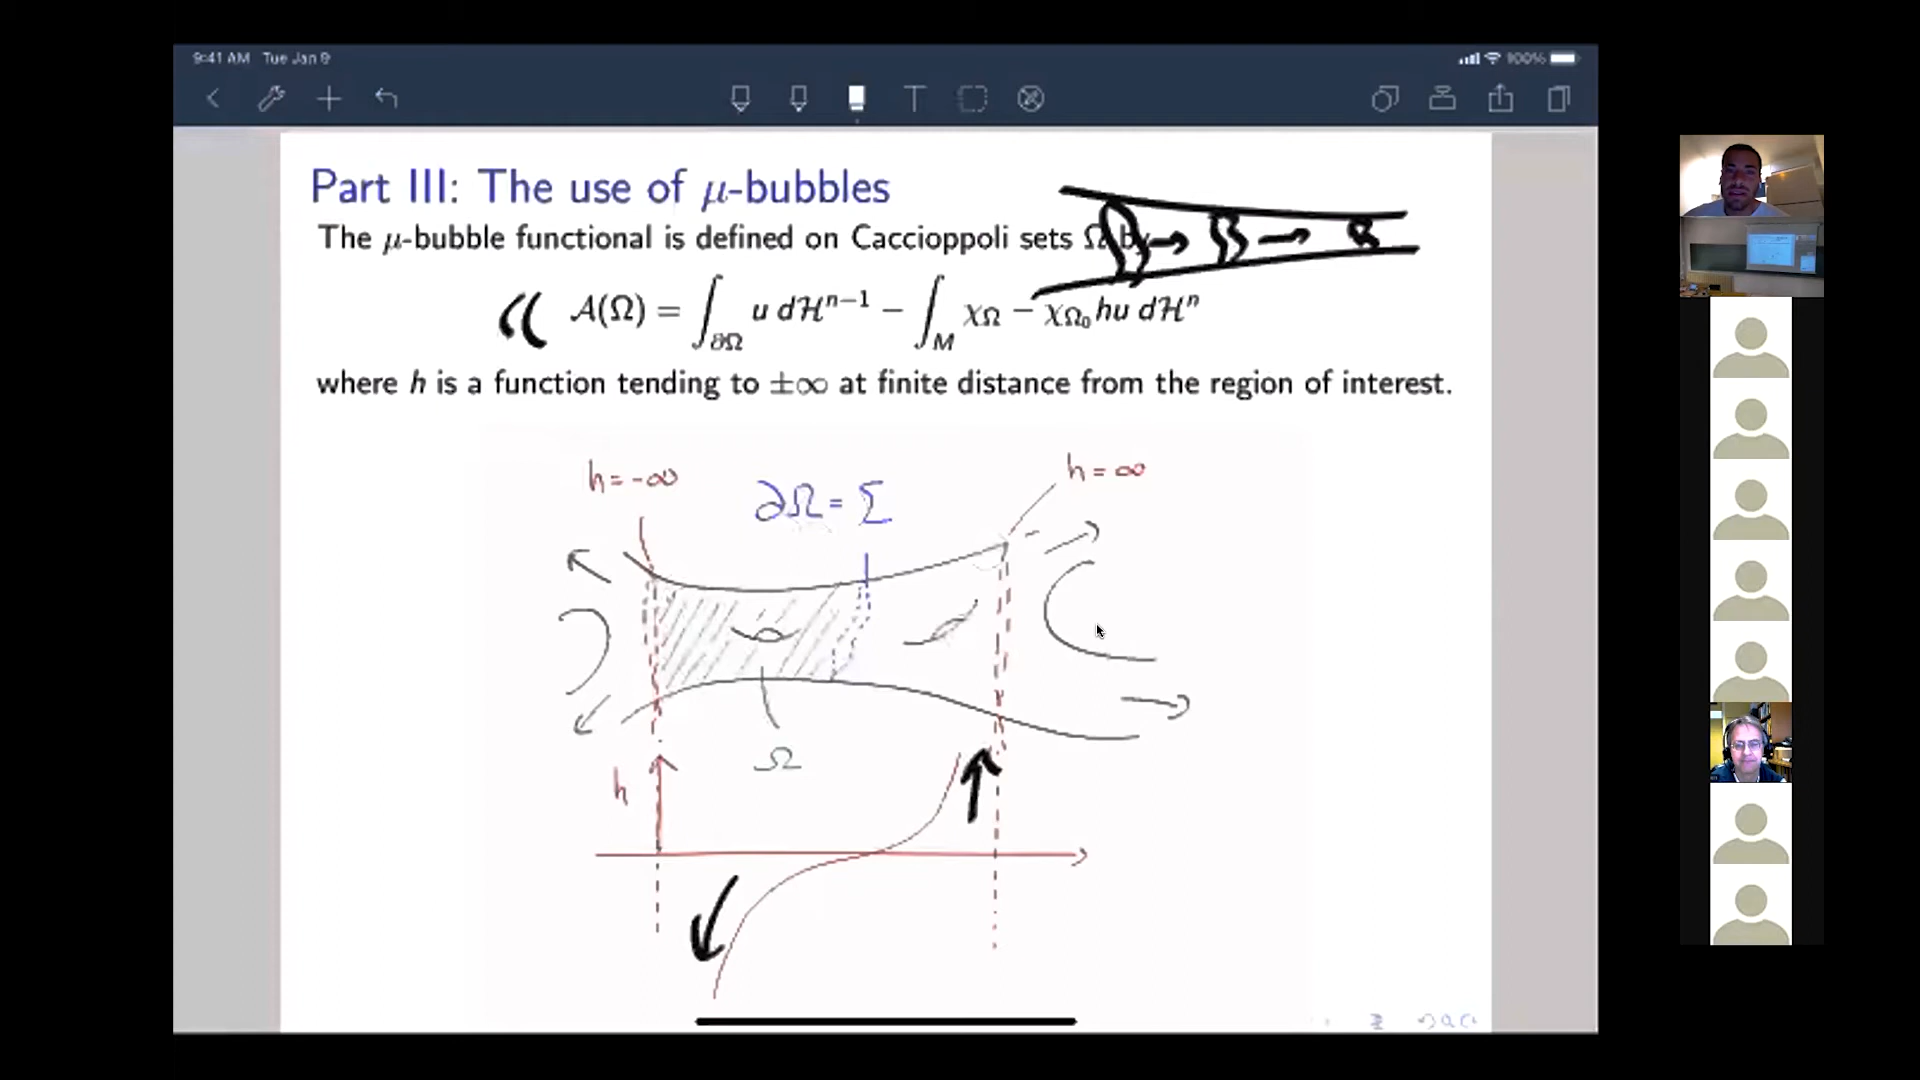 9:41 AM Tue Jan 9
100%
T
Part III: The use of μ-bubbles
The μ-bubble functional is defined on Caccioppoli sets Ω by
𝒜(Ω) = ∫_{∂Ω} u dℋ^{n−1} − ∫_M χ_Ω − χ_{Ω₀} hu dℋ^n
where h is a function tending to ±∞ at finite distance from the region of interest.
h = -∞
∂Ω = Σ
h = ∞
Ω
h